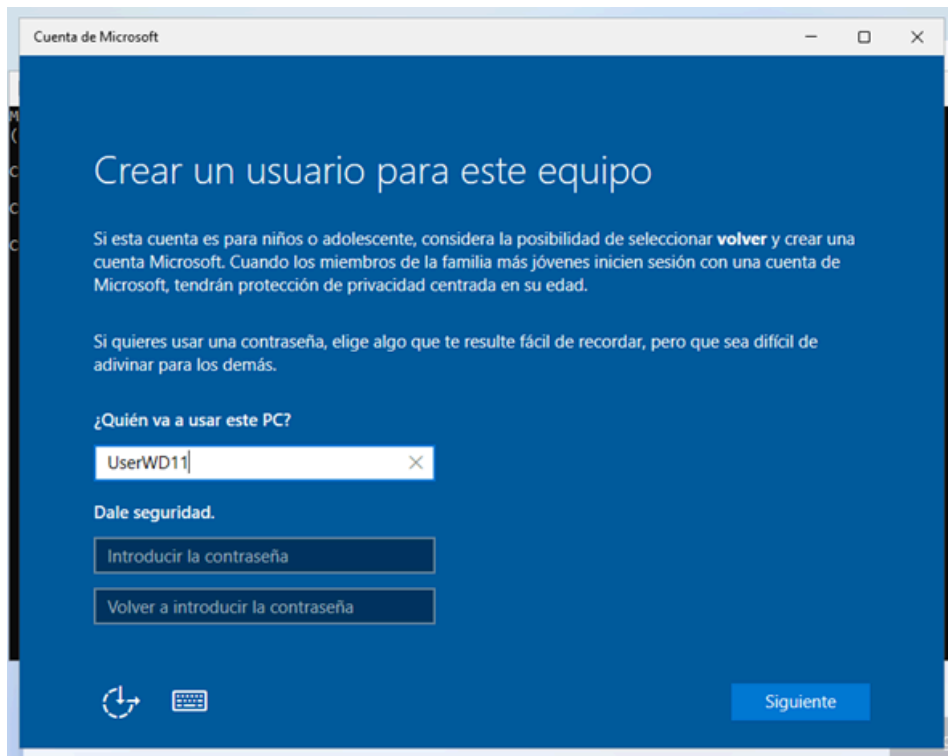 Cuenta de Microsoft
M
(
C
C
C
Crear un usuario para este equipo
Si esta cuenta es para niños o adolescente, considera la posibilidad de seleccionar volver y crear una
cuenta Microsoft. Cuando los miembros de la familia más jóvenes inicien sesión con una cuenta de
Microsoft, tendrán protección de privacidad centrada en su edad.
Si quieres usar una contraseña, elige algo que te resulte fácil de recordar, pero que sea difícil de
adivinar para los demás.
¿Quién va a usar este PC?
UserWD11
Dale seguridad.
Introducir la contraseña
Volver a introducir la contraseña
Siguiente